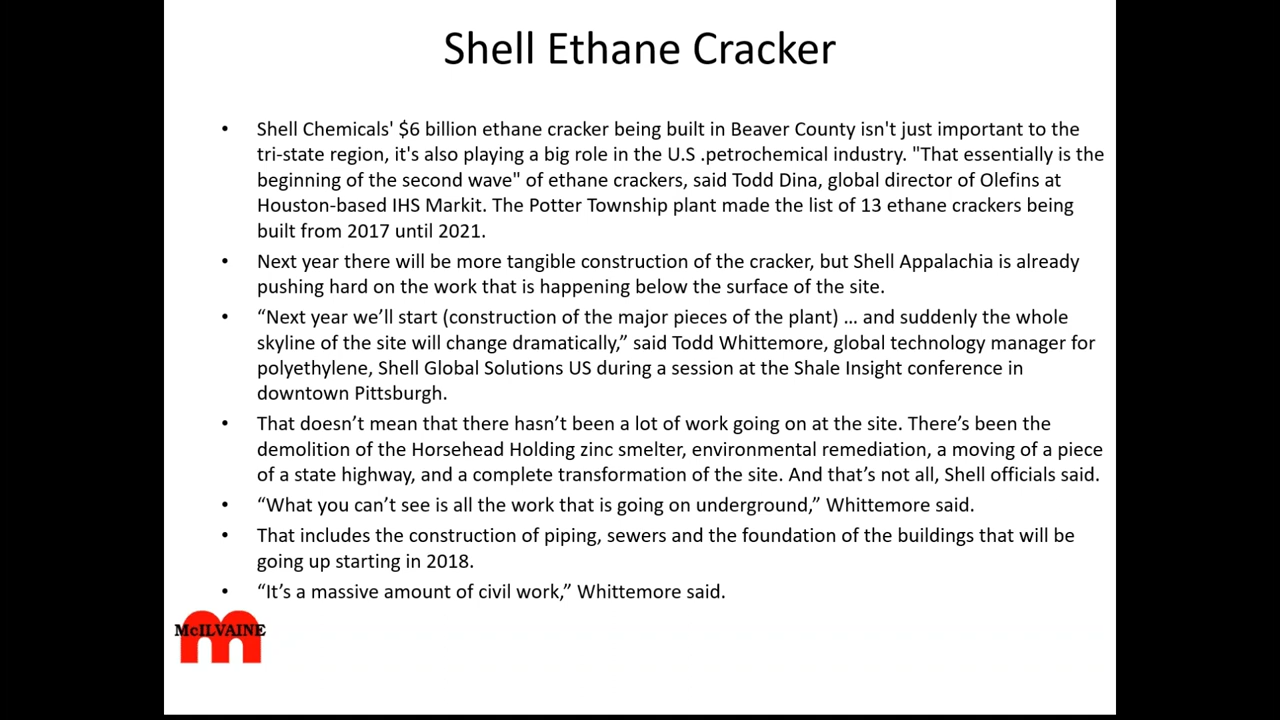 Shell Ethane Cracker
• Shell Chemicals' $6 billion ethane cracker being built in Beaver County isn't just important to the
tri-state region, it's also playing a big role in the U.S .petrochemical industry. "That essentially is the
beginning of the second wave" of ethane crackers, said Todd Dina, global director of Olefins at
Houston-based IHS Markit. The Potter Township plant made the list of 13 ethane crackers being
built from 2017 until 2021.
• Next year there will be more tangible construction of the cracker, but Shell Appalachia is already
pushing hard on the work that is happening below the surface of the site.
• “Next year we’ll start (construction of the major pieces of the plant) … and suddenly the whole
skyline of the site will change dramatically,” said Todd Whittemore, global technology manager for
polyethylene, Shell Global Solutions US during a session at the Shale Insight conference in
downtown Pittsburgh.
• That doesn’t mean that there hasn’t been a lot of work going on at the site. There’s been the
demolition of the Horsehead Holding zinc smelter, environmental remediation, a moving of a piece
of a state highway, and a complete transformation of the site. And that’s not all, Shell officials said.
• “What you can’t see is all the work that is going on underground,” Whittemore said.
• That includes the construction of piping, sewers and the foundation of the buildings that will be
going up starting in 2018.
• “It’s a massive amount of civil work,” Whittemore said.
McILVAINE